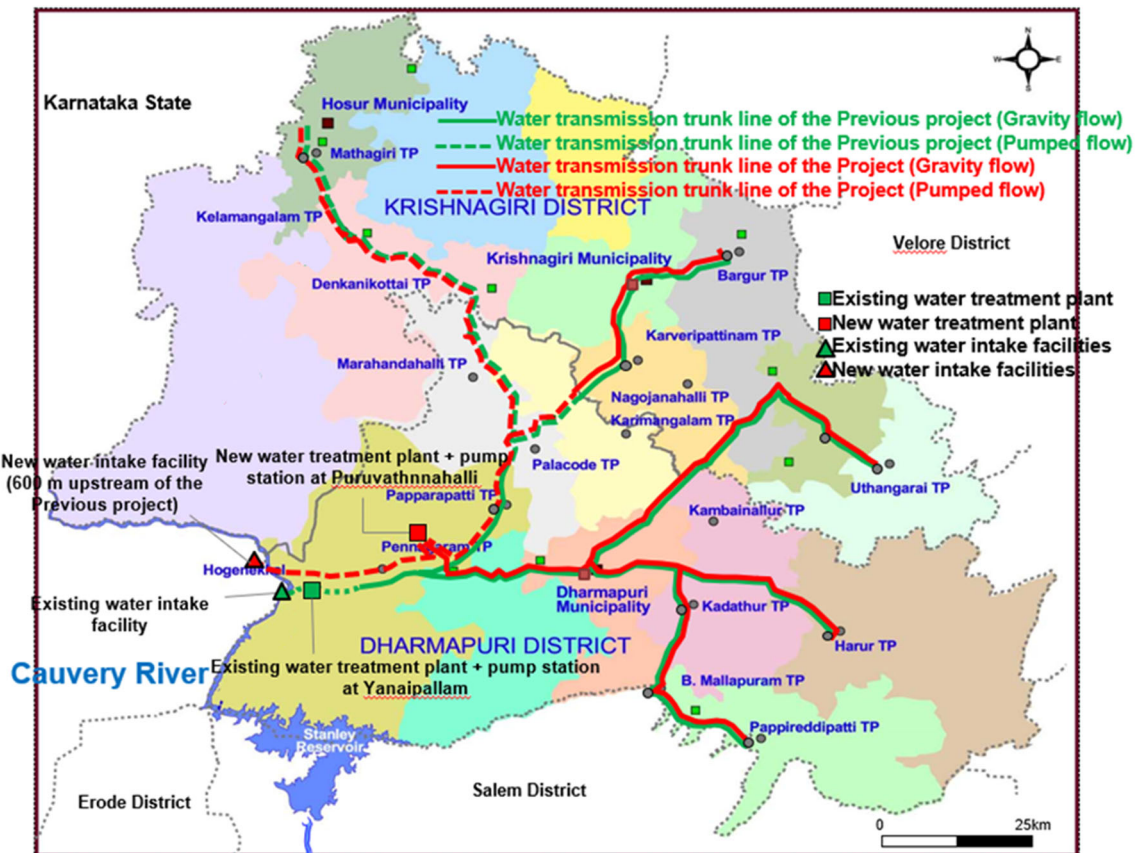 Karnataka State
Hosur Municipality
Water transmission trunk line of the Previous project (Gravity flow)
Water transmission trunk line of the Previous project (Pumped flow)
Water transmission trunk line of the Project (Gravity flow)
Water transmission trunk line of the Project (Pumped flow)
N
W
E
S
Mathagiri TP
Kelamangalam TP
KRISHNAGIRI DISTRICT
Velore District
Krishnagiri Municipality
Bargur TP
Denkanikottai TP
Existing water treatment plant
New water treatment plant
Existing water intake facilities
New water intake facilities
Karveripattinam TP
Marahandahalli TP
Nagojanahalli TP
Karimangalam TP
New water intake facility
(600 m upstream of the
Previous project)
New water treatment plant + pump
station at Puruvathnnahalli
Palacode TP
Uthangarai TP
Papparapatti TP
Kambainallur TP
Hogenekkel
Existing water intake
facility
Dharmapuri
Municipality
Kadathur TP
Harur TP
DHARMAPURI DISTRICT
Cauvery River
Existing water treatment plant + pump station
at Yanaipallam
B. Mallapuram TP
Pappireddipatti TP
Stanley
Reservoir
Erode District
Salem District
0
25km